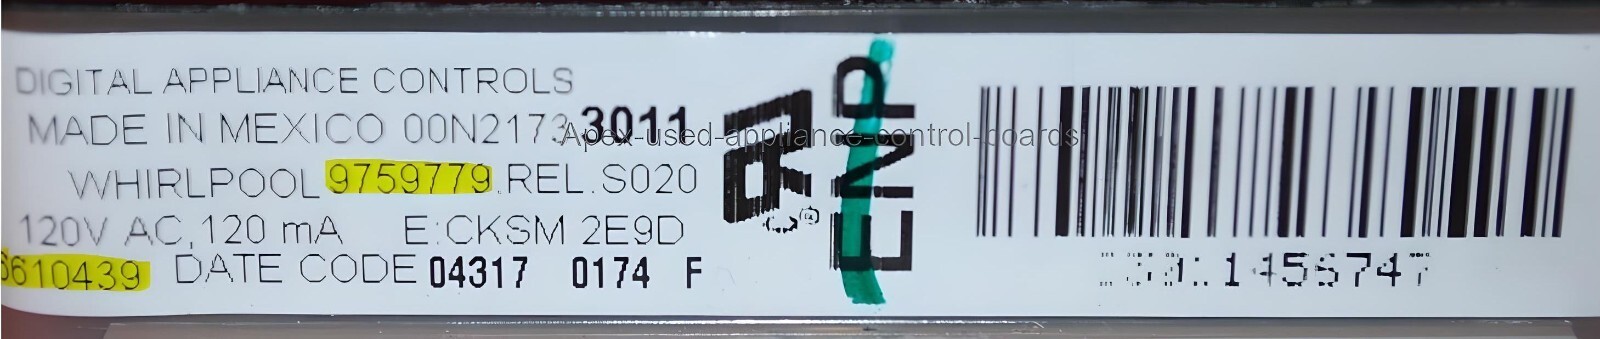 DIGITAL APPLIANCE CONTROLS
MADE IN MEXICO 00N2173 3011
WHIRLPOOL 9759779.REL.S020
120V AC,120 mA E:CKSM 2E9D
6610439 DATE CODE 04317 0174 F
Apex-used-appliance-control-boards
ENP
1456747